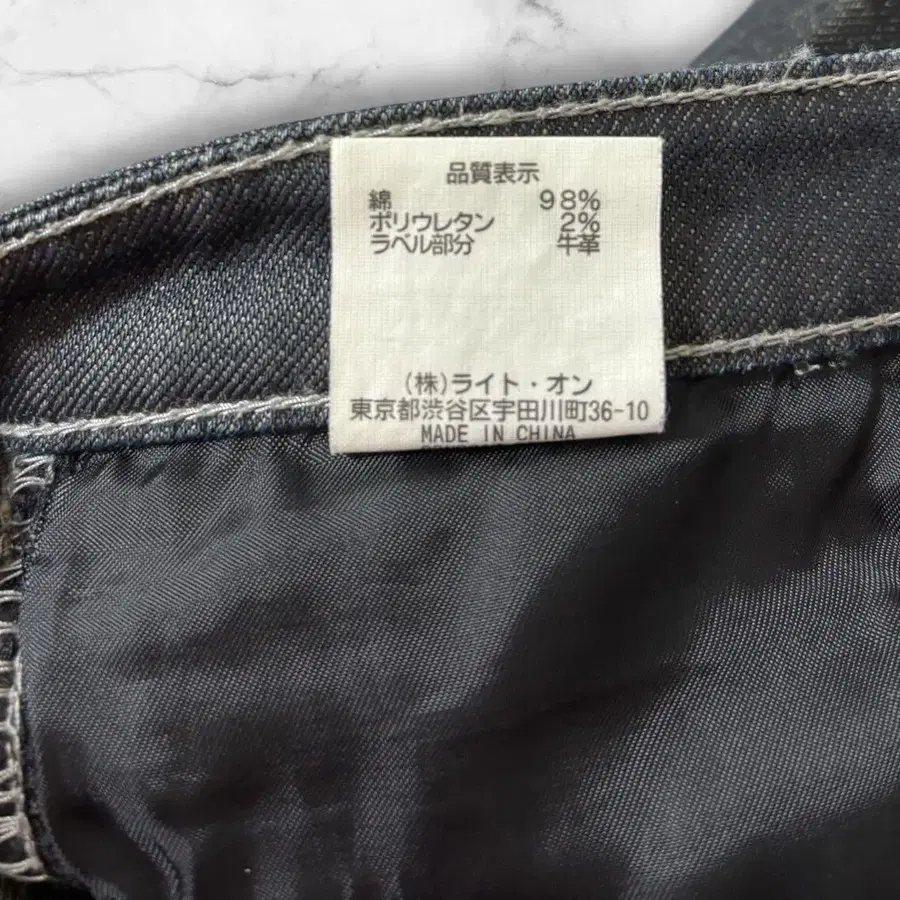 品質表示
綿 98%
ポリウレタン 2%
ラベル部分 牛革
(株)ライト・オン
東京都渋谷区宇田川町36-10
MADE IN CHINA